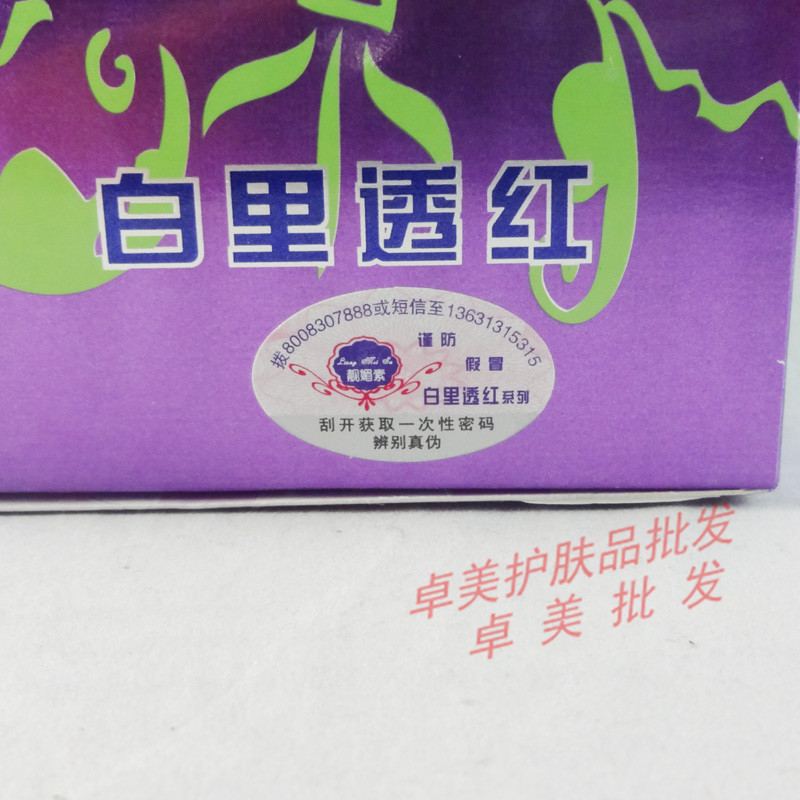 白里透红
拨8008307888或短信至13631315315
谨防
假冒
Liang Mei Su
靓媚素
白里透红系列
刮开获取一次性密码
辨别真伪
卓美护肤品批发
卓美批发